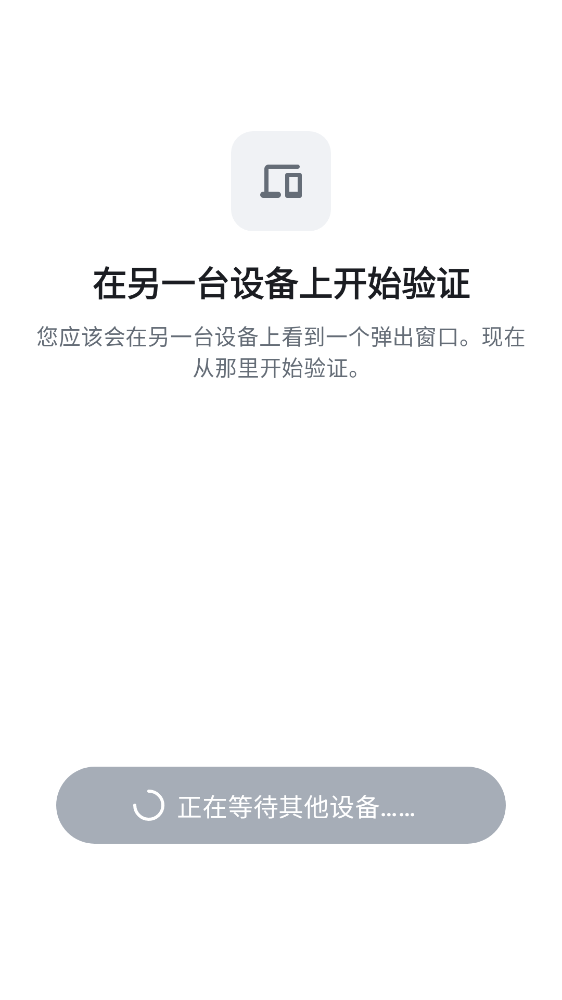 在另一台设备上开始验证
您应该会在另一台设备上看到一个弹出窗口。现在
从那里开始验证。
正在等待其他设备……